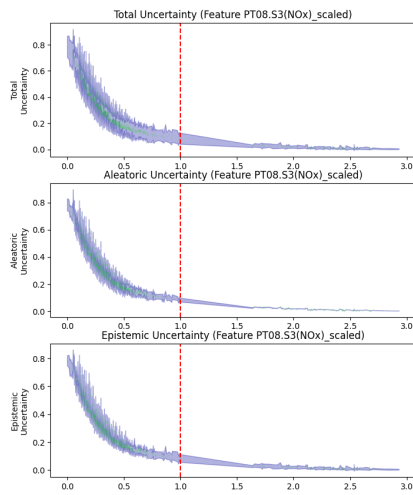 Total Uncertainty (Feature PT08.S3(NOx)_scaled)
Total
Uncertainty
0.8
0.6
0.4
0.2
0.0
0.0 0.5 1.0 1.5 2.0 2.5 3.0
Aleatoric Uncertainty (Feature PT08.S3(NOx)_scaled)
Aleatoric
Uncertainty
0.8
0.6
0.4
0.2
0.0
0.0 0.5 1.0 1.5 2.0 2.5 3.0
Epistemic Uncertainty (Feature PT08.S3(NOx)_scaled)
Epistemic
Uncertainty
0.8
0.6
0.4
0.2
0.0
0.0 0.5 1.0 1.5 2.0 2.5 3.0